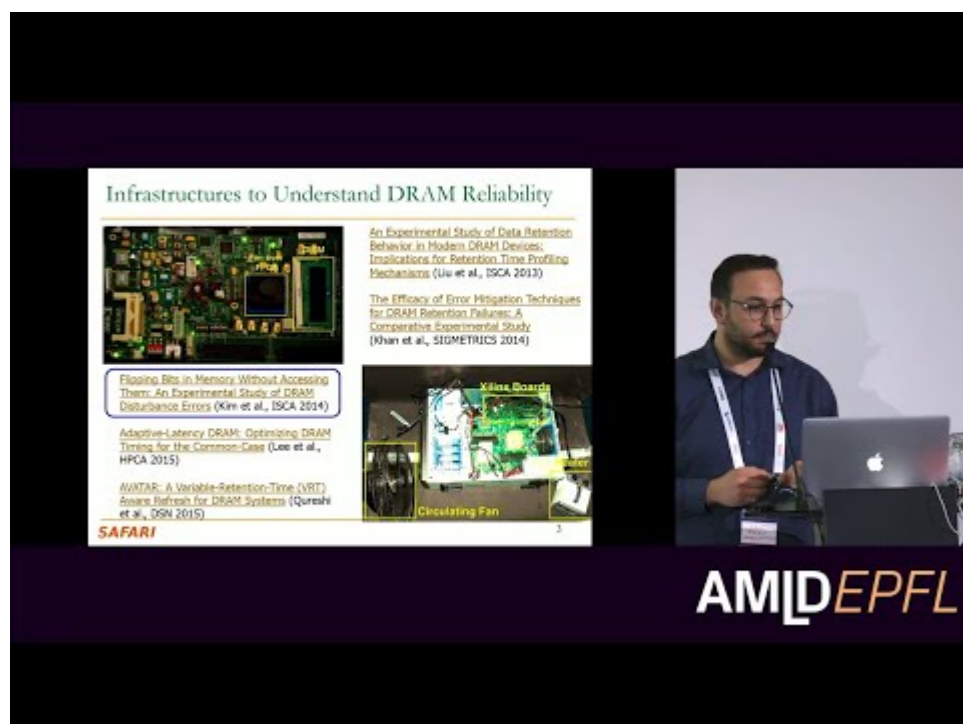 Infrastructures to Understand DRAM Reliability
An Experimental Study of Data Retention
Behavior in Modern DRAM Devices:
Implications for Retention Time Profiling
Mechanisms (Liu et al., ISCA 2013)
The Efficacy of Error Mitigation Techniques
for DRAM Retention Failures: A
Comparative Experimental Study
(Khan et al., SIGMETRICS 2014)
Flipping Bits in Memory Without Accessing
Them: An Experimental Study of DRAM
Disturbance Errors (Kim et al., ISCA 2014)
Adaptive-Latency DRAM: Optimizing DRAM
Timing for the Common-Case (Lee et al.,
HPCA 2015)
AVATAR: A Variable-Retention-Time (VRT)
Aware Refresh for DRAM Systems (Qureshi
et al., DSN 2015)
Xilinx Boards
Circulating Fan
SAFARI
3
AMLDEPFL